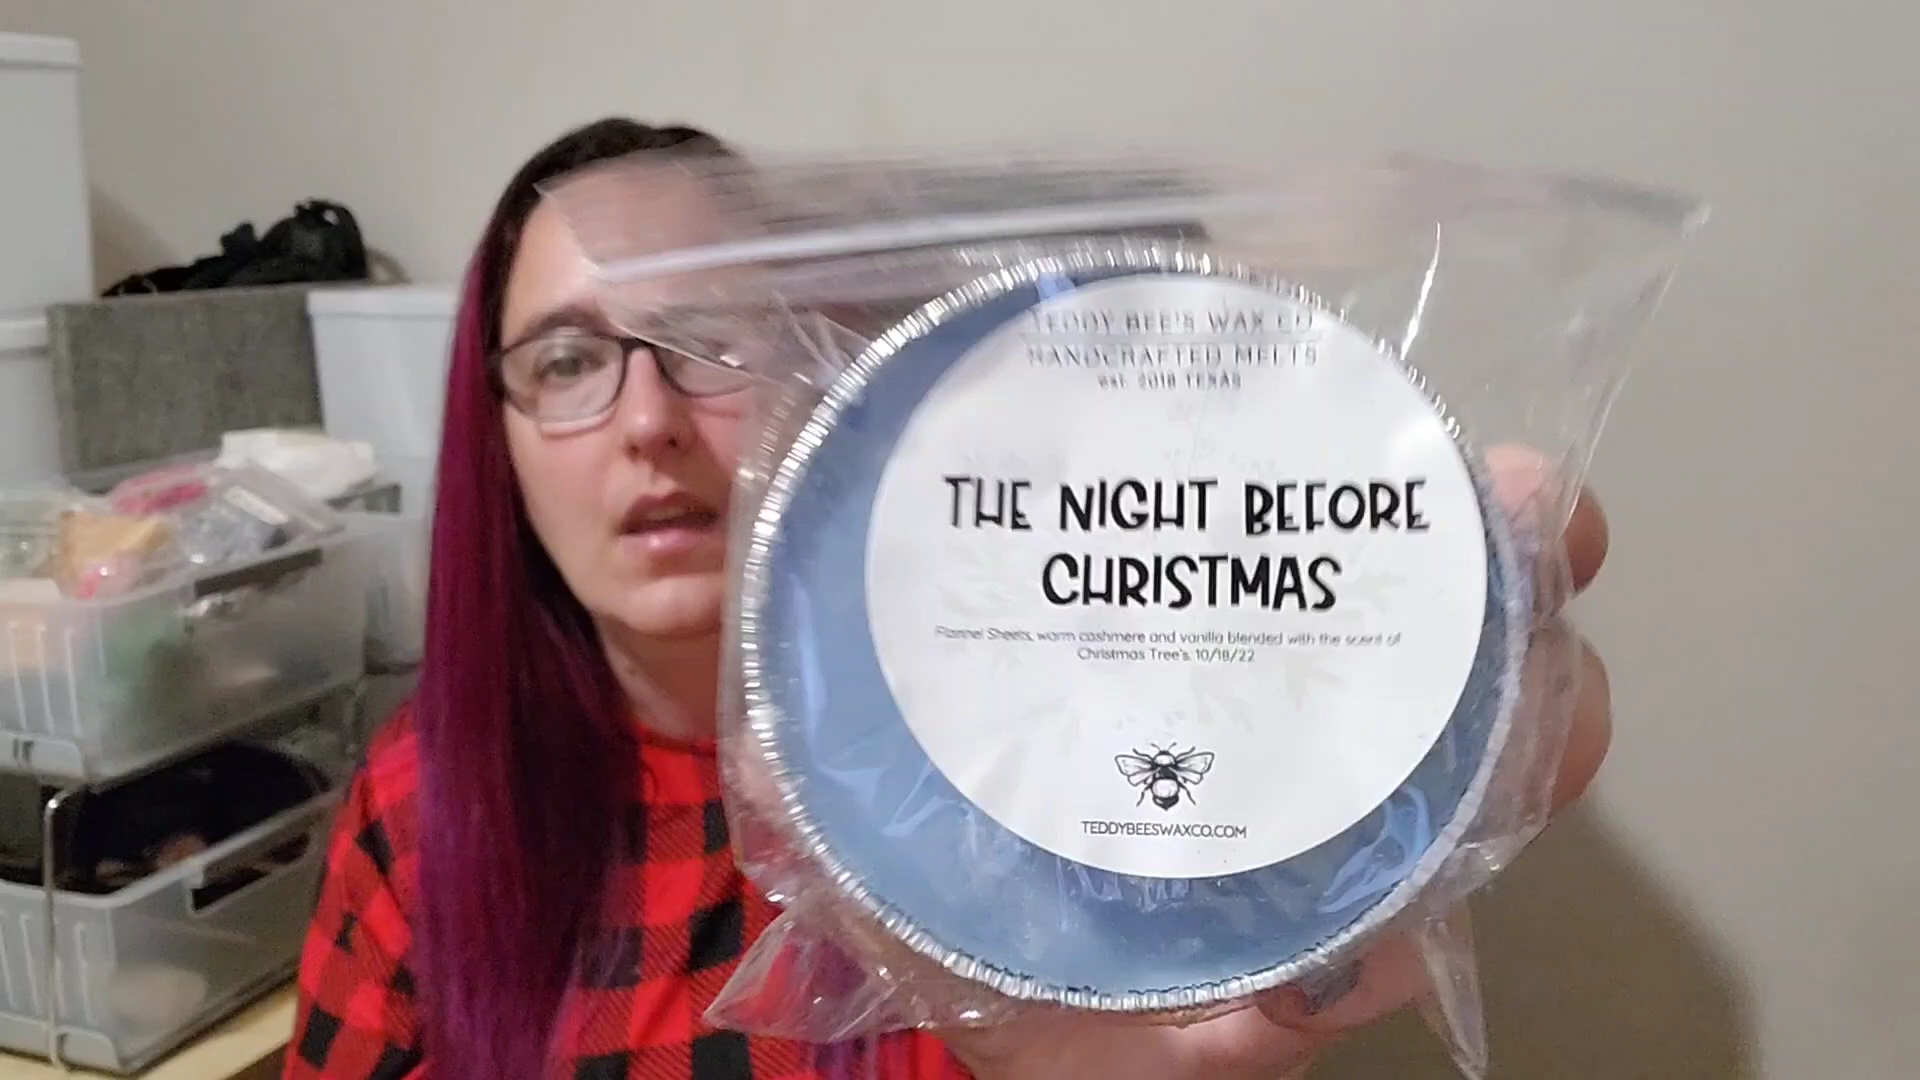 TEDDY BEE'S WAX CO
HANDCRAFTED MELTS
est. 2018 TEXAS
THE NIGHT BEFORE
CHRISTMAS
Flannel Sheets, warm cashmere and vanilla blended with the scent of
Christmas Tree's. 10/18/22
TEDDYBEESWAXCO.COM